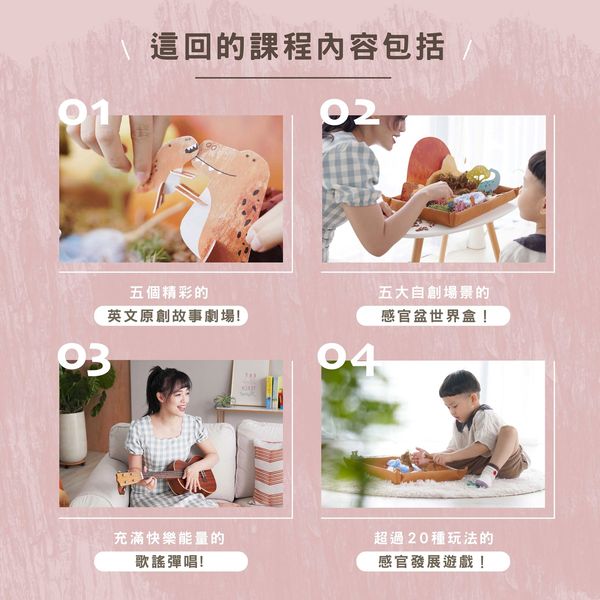 這回的課程內容包括
01
02
五個精彩的
英文原創故事劇場!
五大自創場景的
感官盆世界盒!
03
04
充滿快樂能量的
歌謠彈唱!
超過20種玩法的
感官發展遊戲!